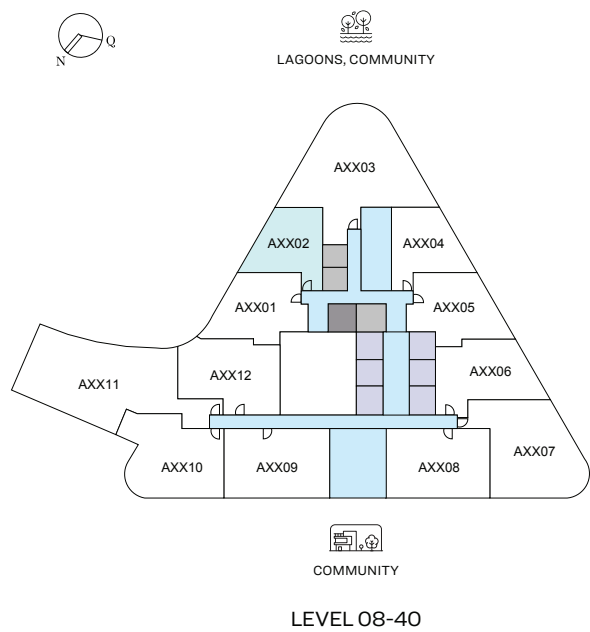 Q
N
LAGOONS, COMMUNITY
AXX03
AXX02
AXX04
AXX01
AXX05
AXX11
AXX12
AXX06
AXX07
AXX10
AXX09
AXX08
COMMUNITY
LEVEL 08-40